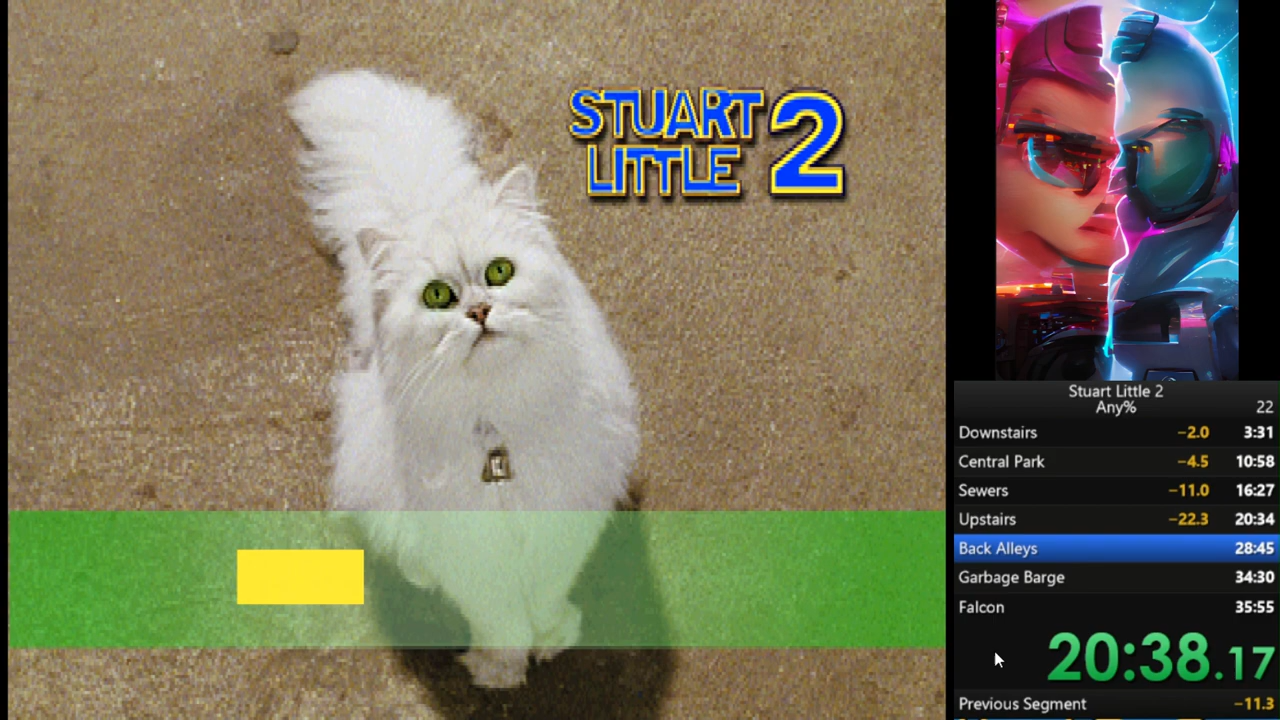 STUART
LITTLE 2
Stuart Little 2
Any% 22
Downstairs −2.0 3:31
Central Park −4.5 10:58
Sewers −11.0 16:27
Upstairs −22.3 20:34
Back Alleys 28:45
Garbage Barge 34:30
Falcon 35:55
20:38.17
Previous Segment −11.3